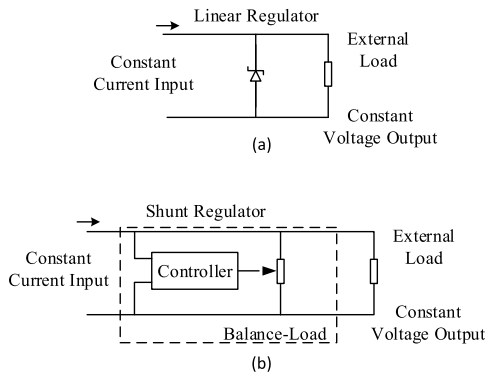 Linear Regulator
Constant
Current Input
External
Load
Constant
Voltage Output
(a)
Shunt Regulator
Constant
Current Input
Controller
External
Load
Balance-Load
Constant
Voltage Output
(b)